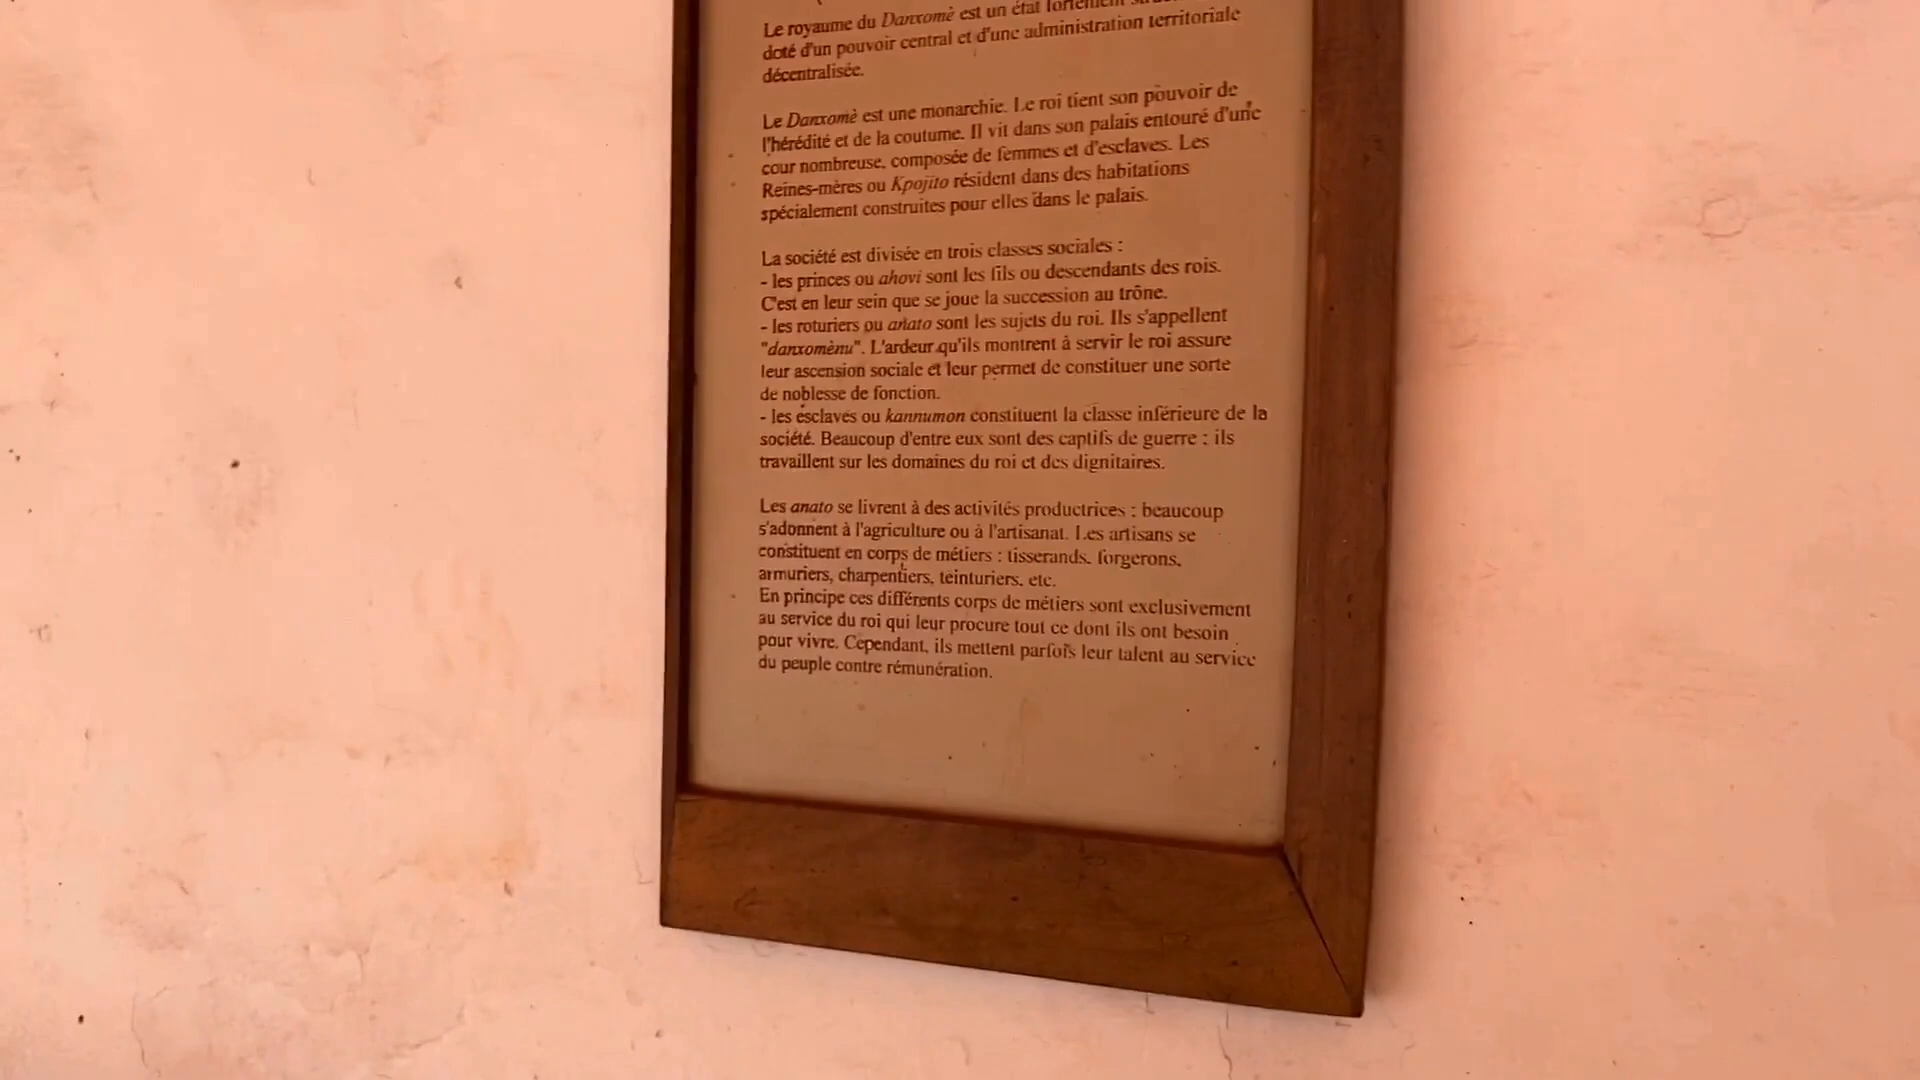 Le royaume du Danxomè est un état fortement
doté d'un pouvoir central et d'une administration territoriale
décentralisée.
Le Danxomè est une monarchie. Le roi tient son pouvoir de
l'hérédité et de la coutume. Il vit dans son palais entouré d'une
cour nombreuse, composée de femmes et d'esclaves. Les
Reines-mères ou Kpojito résident dans des habitations
spécialement construites pour elles dans le palais.
La société est divisée en trois classes sociales :
- les princes ou ahovi sont les fils ou descendants des rois.
C'est en leur sein que se joue la succession au trône.
- les roturiers ou anato sont les sujets du roi. Ils s'appellent
"danxomènu". L'ardeur qu'ils montrent à servir le roi assure
leur ascension sociale et leur permet de constituer une sorte
de noblesse de fonction.
- les esclaves ou kannumon constituent la classe inférieure de la
société. Beaucoup d'entre eux sont des captifs de guerre : ils
travaillent sur les domaines du roi et des dignitaires.
Les anato se livrent à des activités productrices : beaucoup
s'adonnent à l'agriculture ou à l'artisanat. Les artisans se
constituent en corps de métiers : tisserands, forgerons,
armuriers, charpentiers, teinturiers, etc.
En principe ces différents corps de métiers sont exclusivement
au service du roi qui leur procure tout ce dont ils ont besoin
pour vivre. Cependant, ils mettent parfois leur talent au service
du peuple contre rémunération.